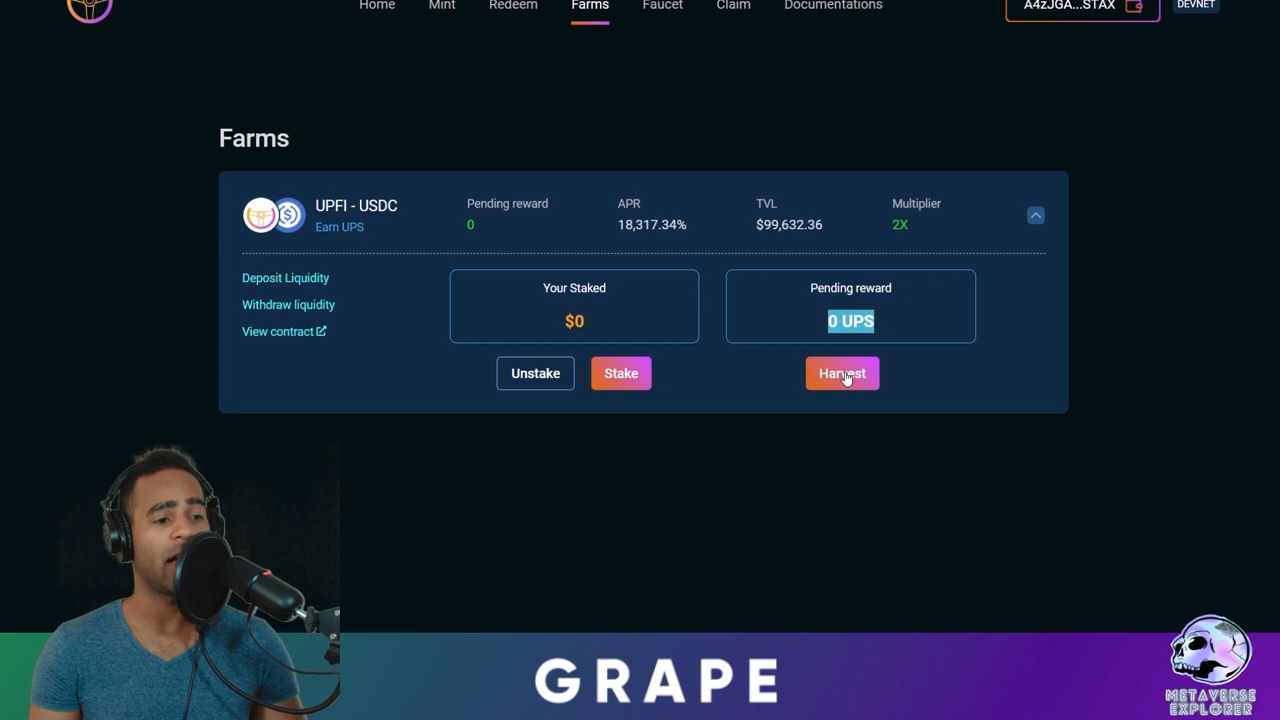 Home Mint Redeem Farms Faucet Claim Documentations A4zJGA...STAX DEVNET
Farms
UPFI - USDC
Earn UPS
Pending reward
0
APR
18,317.34%
TVL
$99,632.36
Multiplier
2X
Deposit Liquidity
Withdraw liquidity
View contract
Your Staked
$0
Pending reward
0 UPS
Unstake Stake Harvest
GRAPE
METAVERSE
EXPLORER